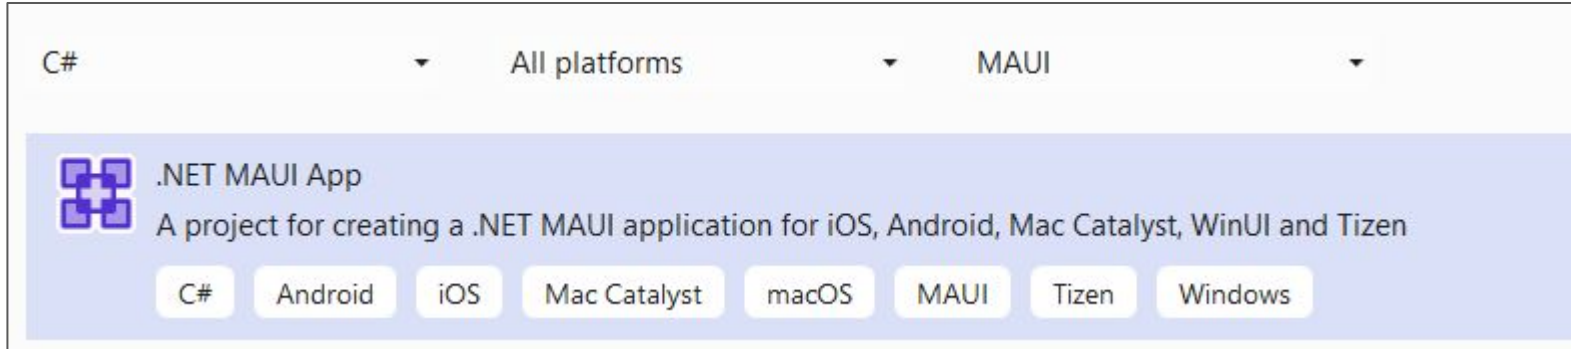 C# All platforms MAUI
.NET MAUI App
A project for creating a .NET MAUI application for iOS, Android, Mac Catalyst, WinUI and Tizen
C# Android iOS Mac Catalyst macOS MAUI Tizen Windows